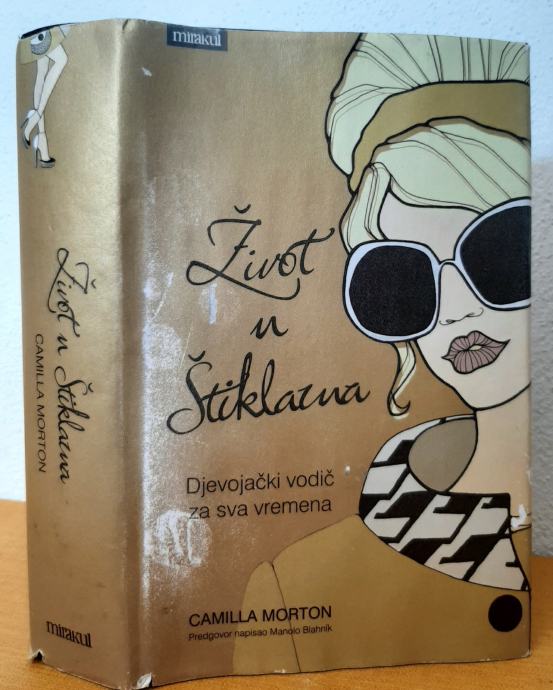 mirakul
Život
u
Štiklama
Djevojački vodič
za sva vremena
CAMILLA MORTON
Predgovor napisao Manolo Blahnik
Život u Štiklama
CAMILLA MORTON
mirakul